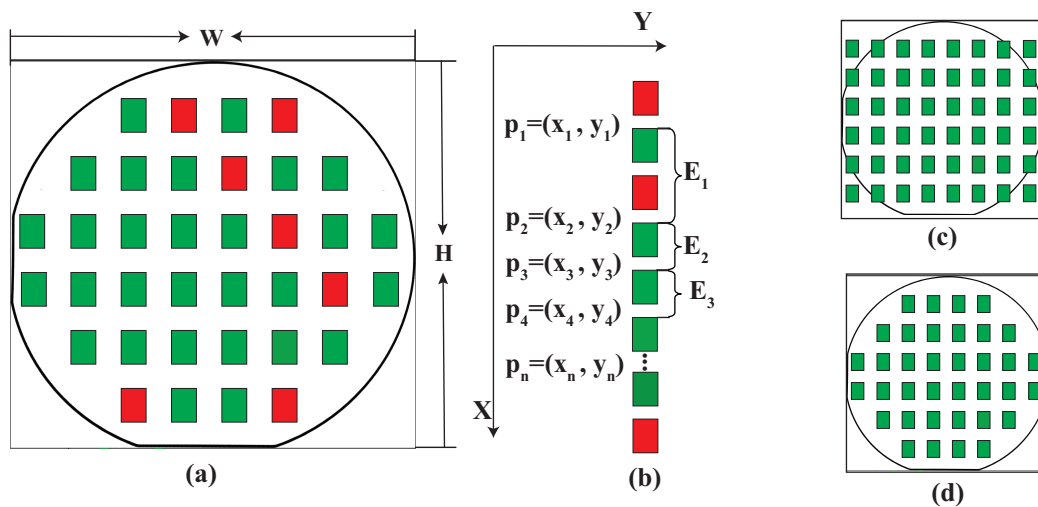 W
H
(a)
Y
X
p₁=(x₁, y₁)
p₂=(x₂, y₂)
p₃=(x₃, y₃)
p₄=(x₄, y₄)
pₙ=(xₙ, yₙ)
E₁
E₂
E₃
(b)
(c)
(d)